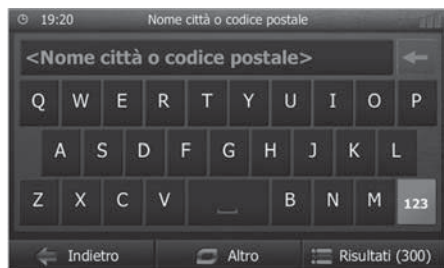 19:20 Nome città o codice postale
<Nome città o codice postale>
Q W E R T Y U I O P
A S D F G H J K L
Z X C V B N M 123
Indietro Altro Risultati (300)